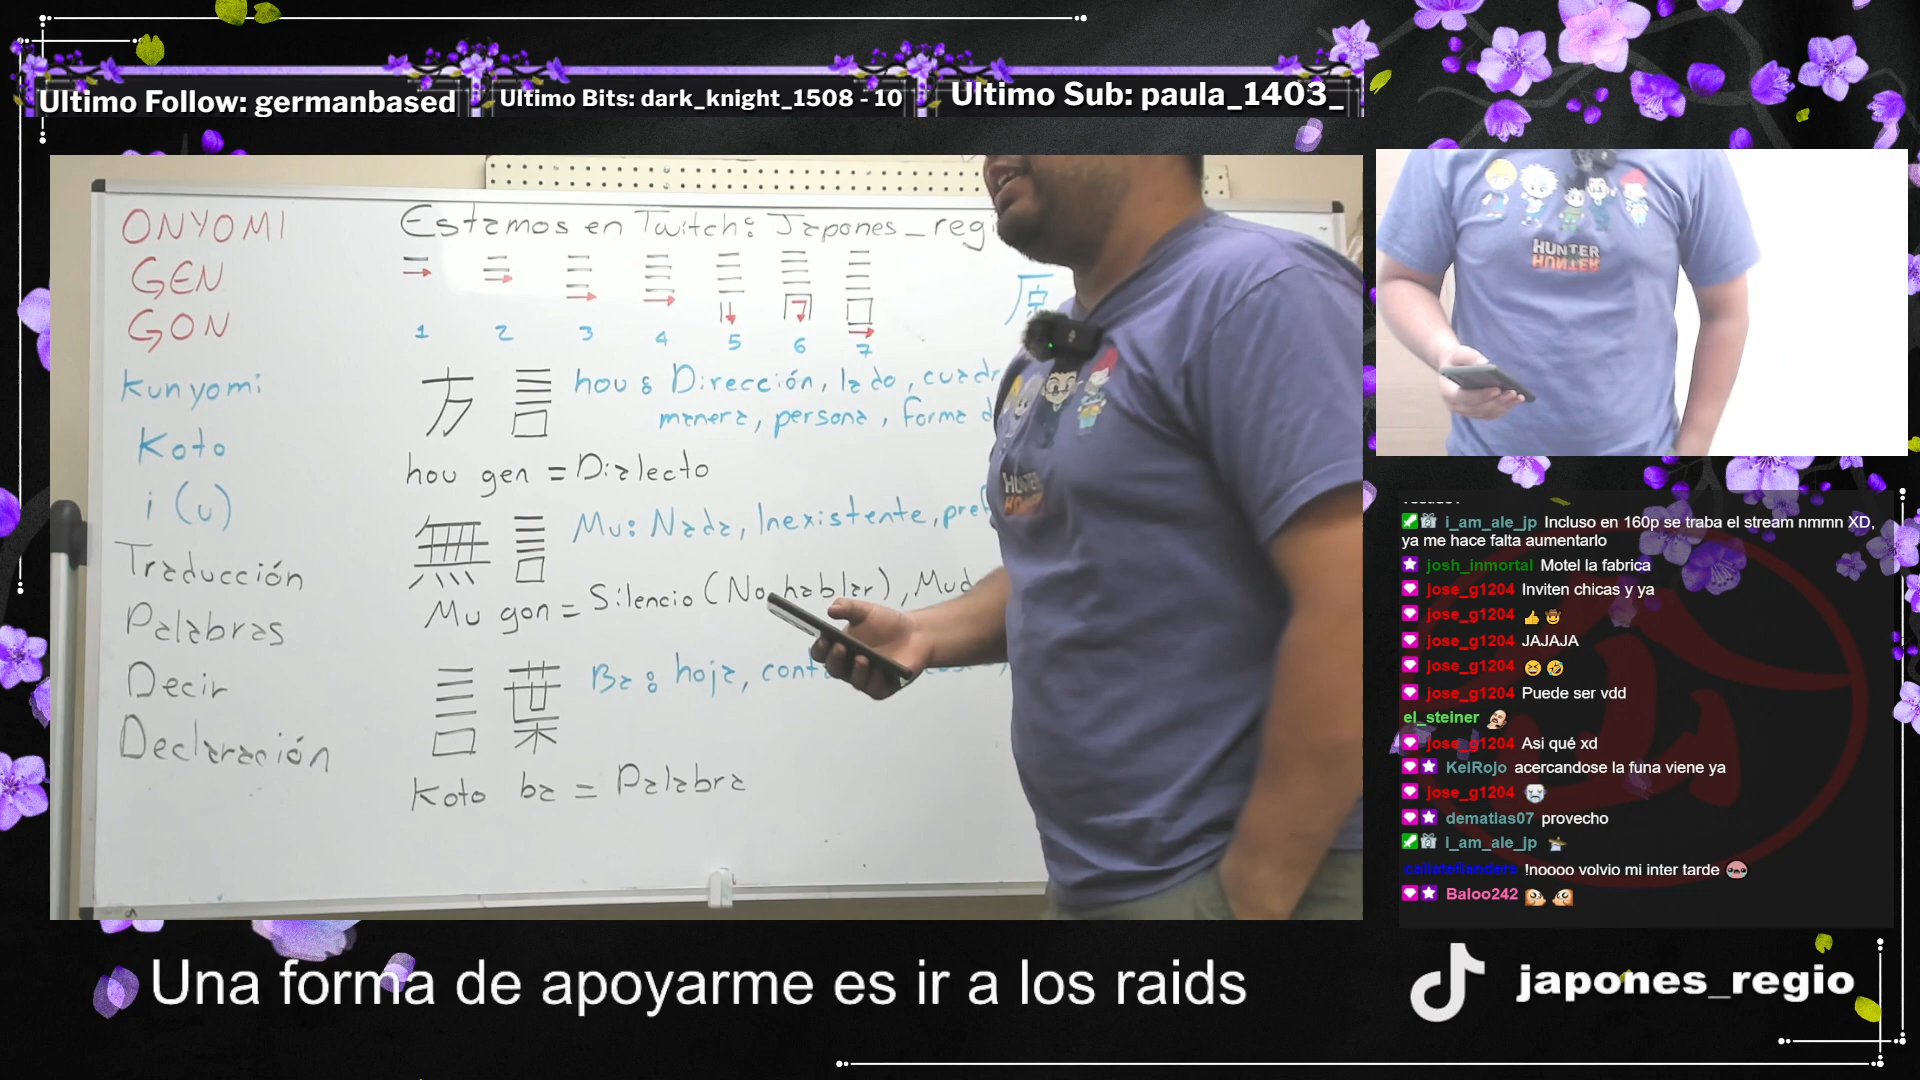 Ultimo Follow: germanbased
Ultimo Bits: dark_knight_1508 - 10
Ultimo Sub: paula_1403_
ONYOMI
GEN
GON
Kunyomi
Koto
i (u)
Traducción
Palabras
Decir
Declaración
Estamos en Twitch: Japones_regi
1 2 3 4 5 6 7
原
方言 hou: Dirección, lado, cuadr
manera, persona, forma d
hou gen = Dialecto
無言 Mu: Nada, Inexistente, pref
Mu gon = Silencio (No hablar), Mud
言葉 Ba: hoja, cont
Koto ba = Palabra
HUNTER
HUNTER
HUNTER
HUNTER
i_am_ale_jp Incluso en 160p se traba el stream nmmn XD,
ya me hace falta aumentarlo
josh_inmortal Motel la fabrica
jose_g1204 Inviten chicas y ya
jose_g1204 👍 🤠
jose_g1204 JAJAJA
jose_g1204 😆 🤣
jose_g1204 Puede ser vdd
el_steiner
jose_g1204 Asi qué xd
KelRojo acercandose la funa viene ya
jose_g1204
dematlas07 provecho
i_am_ale_jp
!noooo volvio mi inter tarde
Baloo242
Una forma de apoyarme es ir a los raids
japones_regio